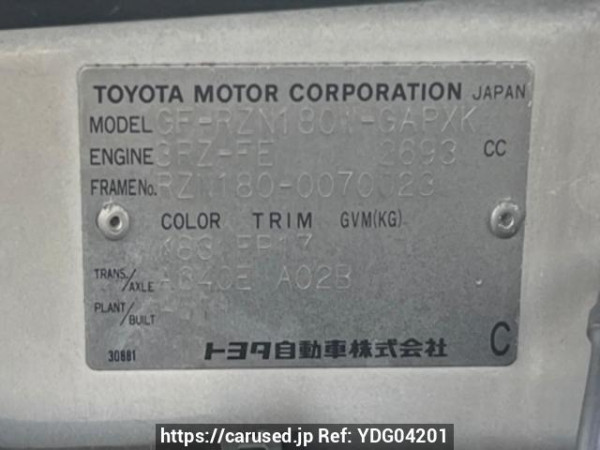 TOYOTA MOTOR CORPORATION JAPAN
MODEL GF-RZN180W-GAPXK
ENGINE 3RZ-FE 2693 CC
FRAME No. RZN180-0070023
COLOR TRIM GVM(KG)
FF17
TRANS./AXLE A340E A02B
PLANT/BUILT
30881 トヨタ自動車株式会社 C
https://carused.jp Ref: YDG04201